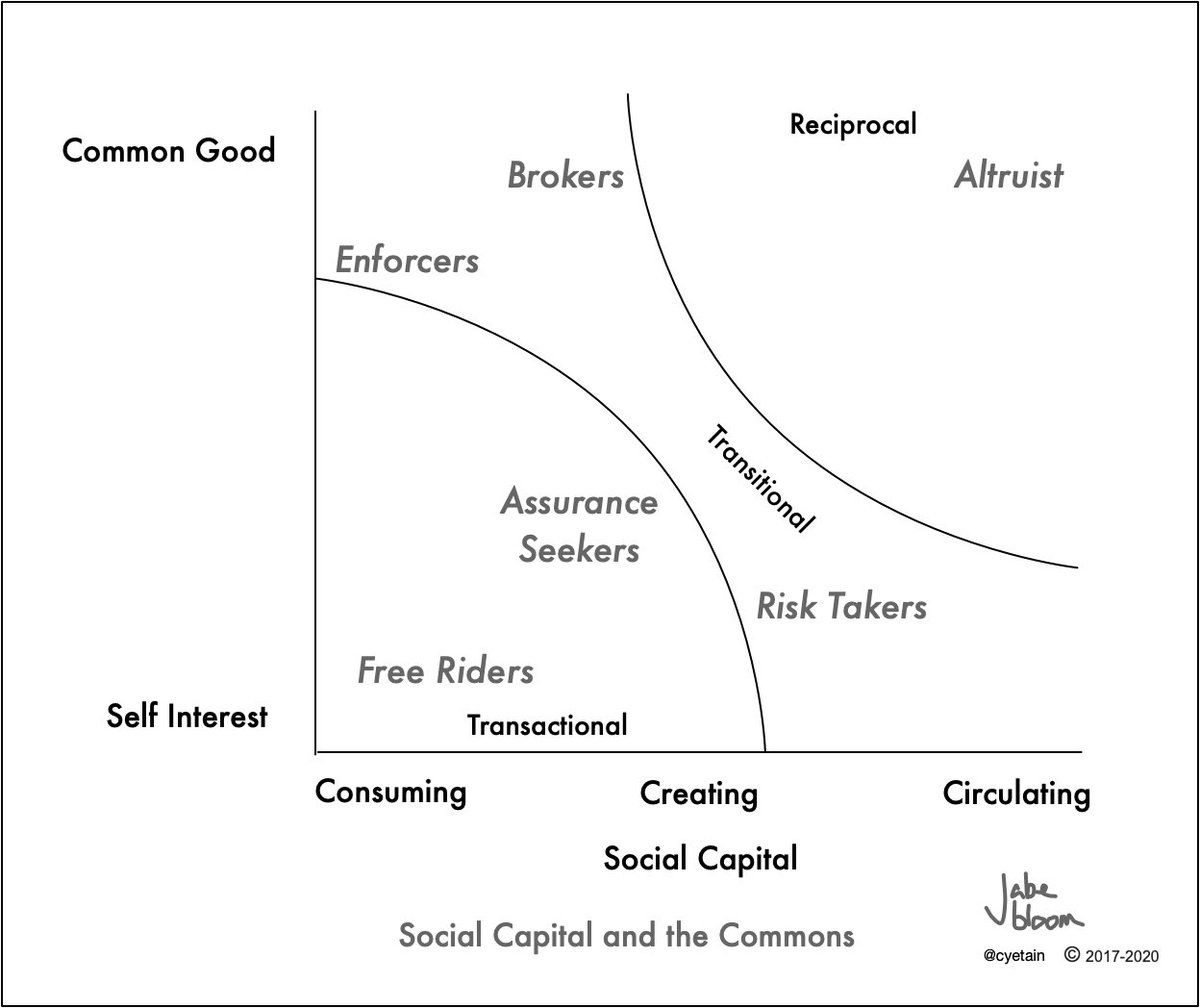 Reciprocal
Common Good
Brokers
Altruist
Enforcers
Transitional
Assurance
Seekers
Risk Takers
Free Riders
Self Interest
Transactional
Consuming
Creating
Circulating
Social Capital
Jabe
bloom
Social Capital and the Commons
@cyetain © 2017-2020